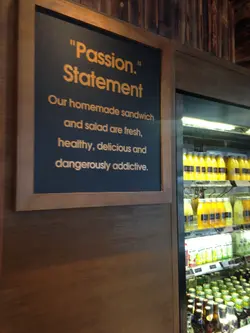 "Passion."
Statement
Our homemade sandwich
and salad are fresh,
healthy, delicious and
dangerously addictive.